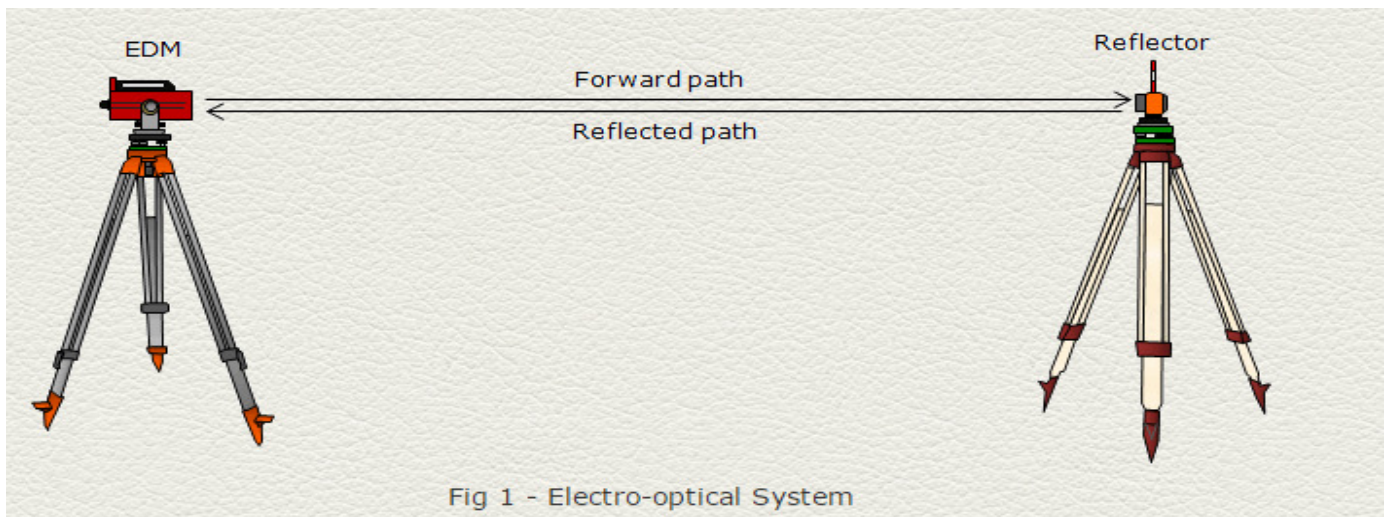 EDM
Reflector
Forward path
Reflected path
Fig 1 - Electro-optical System